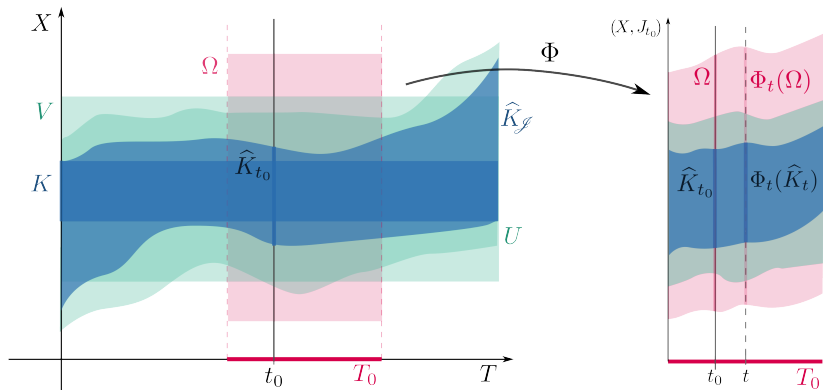 X
Ω
Φ
V
K̂_𝒥
K
K̂_{t_0}
U
t_0
T_0
T
(X, J_{t_0})
Ω
Φ_t(Ω)
K̂_{t_0}
Φ_t(K̂_t)
t_0
t
T_0